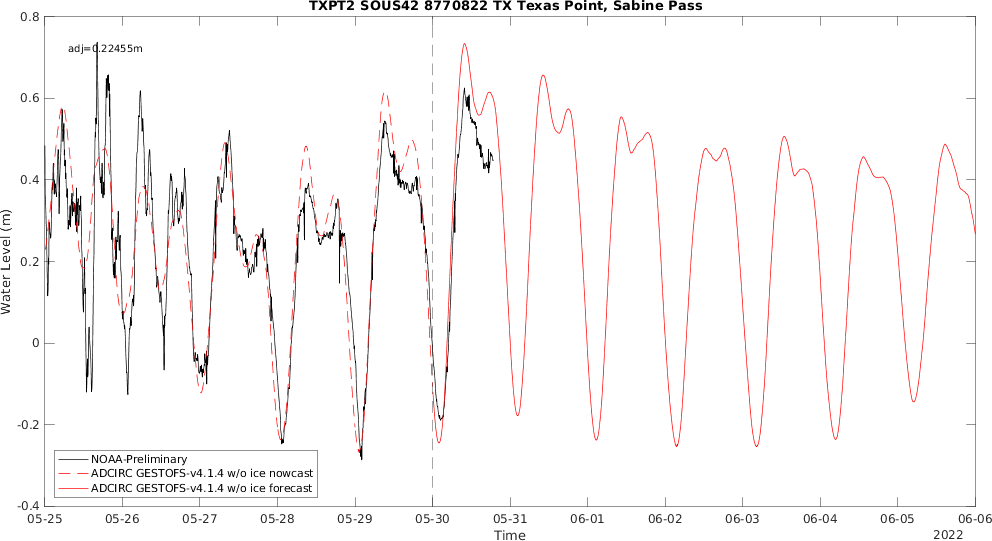 TXPT2 SOUS42 8770822 TX Texas Point, Sabine Pass
0.8
adj=0.22455m
0.6
0.4
0.2
0
-0.2
-0.4
Water Level (m)
NOAA-Preliminary
ADCIRC GESTOFS-v4.1.4 w/o ice nowcast
ADCIRC GESTOFS-v4.1.4 w/o ice forecast
05-25 05-26 05-27 05-28 05-29 05-30 05-31 06-01 06-02 06-03 06-04 06-05 06-06
Time
2022